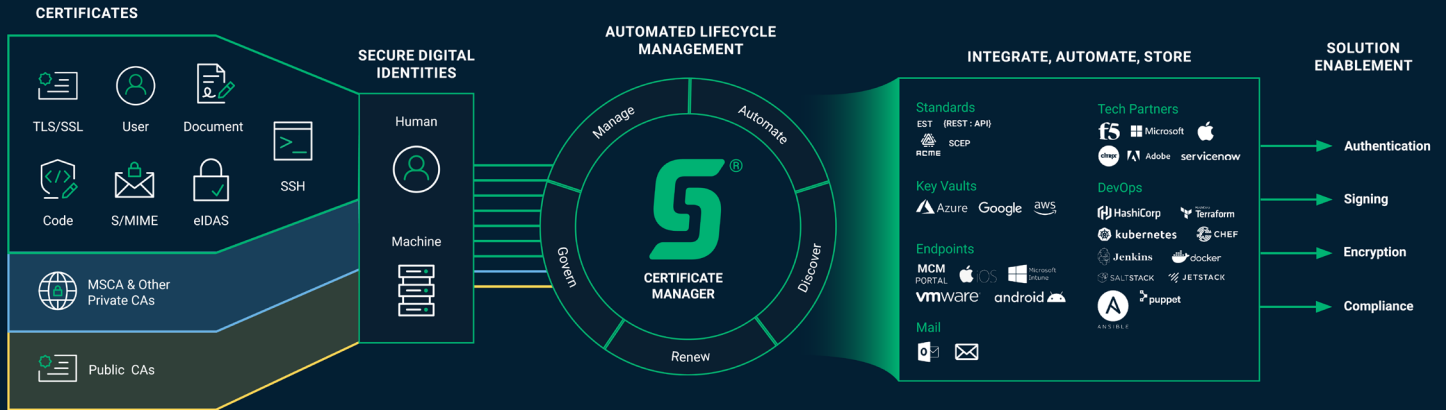 CERTIFICATES
TLS/SSL
User
Document
SSH
Code
S/MIME
eIDAS
MSCA & Other
Private CAs
Public CAs
SECURE DIGITAL
IDENTITIES
Human
Machine
AUTOMATED LIFECYCLE
MANAGEMENT
Manage
Automate
Discover
Renew
Govern
®
CERTIFICATE
MANAGER
INTEGRATE, AUTOMATE, STORE
Standards
EST {REST : API}
ACME SCEP
Key Vaults
Azure Google aws
Endpoints
MCM
PORTAL
iOS
Microsoft
Intune
vmware android
Mail
Tech Partners
f5 Microsoft
citrix Adobe servicenow
DevOps
HashiCorp
Terraform
kubernetes CHEF
Jenkins docker
SALTSTACK JETSTACK
A
ANSIBLE
puppet
SOLUTION
ENABLEMENT
Authentication
Signing
Encryption
Compliance